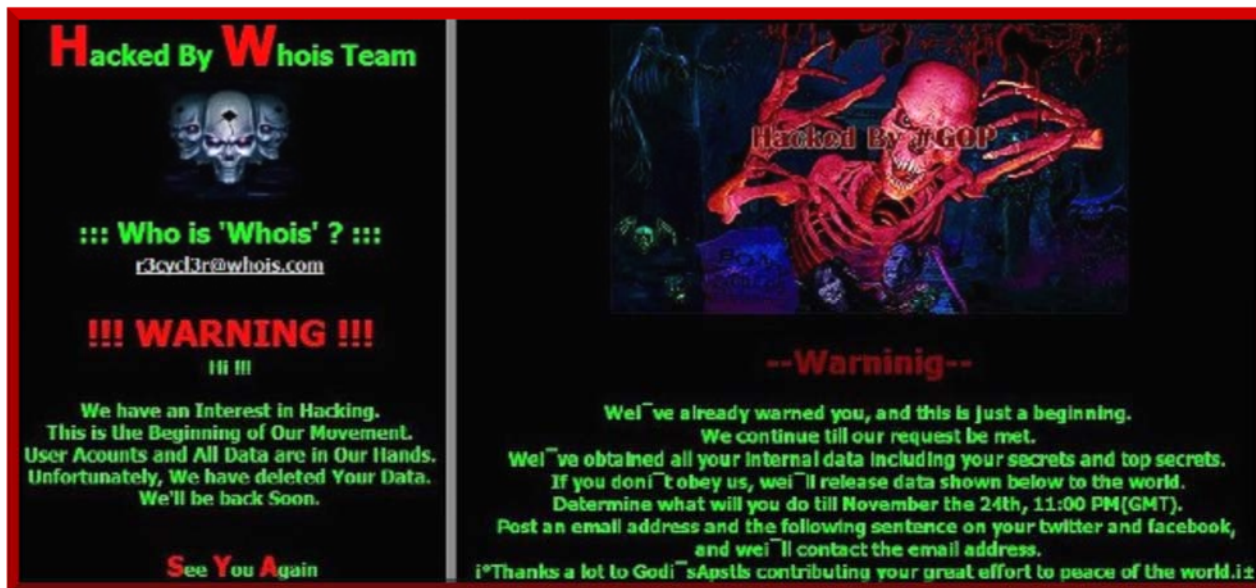 Hacked By Whois Team
::: Who is 'Whois' ? :::
r3cycl3r@whois.com
!!! WARNING !!!
Hi !!!
We have an Interest in Hacking.
This is the Beginning of Our Movement.
User Acounts and All Data are in Our Hands.
Unfortunately, We have deleted Your Data.
We'll be back Soon.
See You Again
Hacked By #GOP
--Warninig--
Wei¯ve already warned you, and this is just a beginning.
We continue till our request be met.
Wei¯ve obtained all your internal data including your secrets and top secrets.
If you doni¯t obey us, wei¯ll release data shown below to the world.
Determine what will you do till November the 24th, 11:00 PM(GMT).
Post an email address and the following sentence on your twitter and facebook,
and wei¯ll contact the email address.
i°Thanks a lot to Godi¯sApstls contributing your great effort to peace of the world.i±